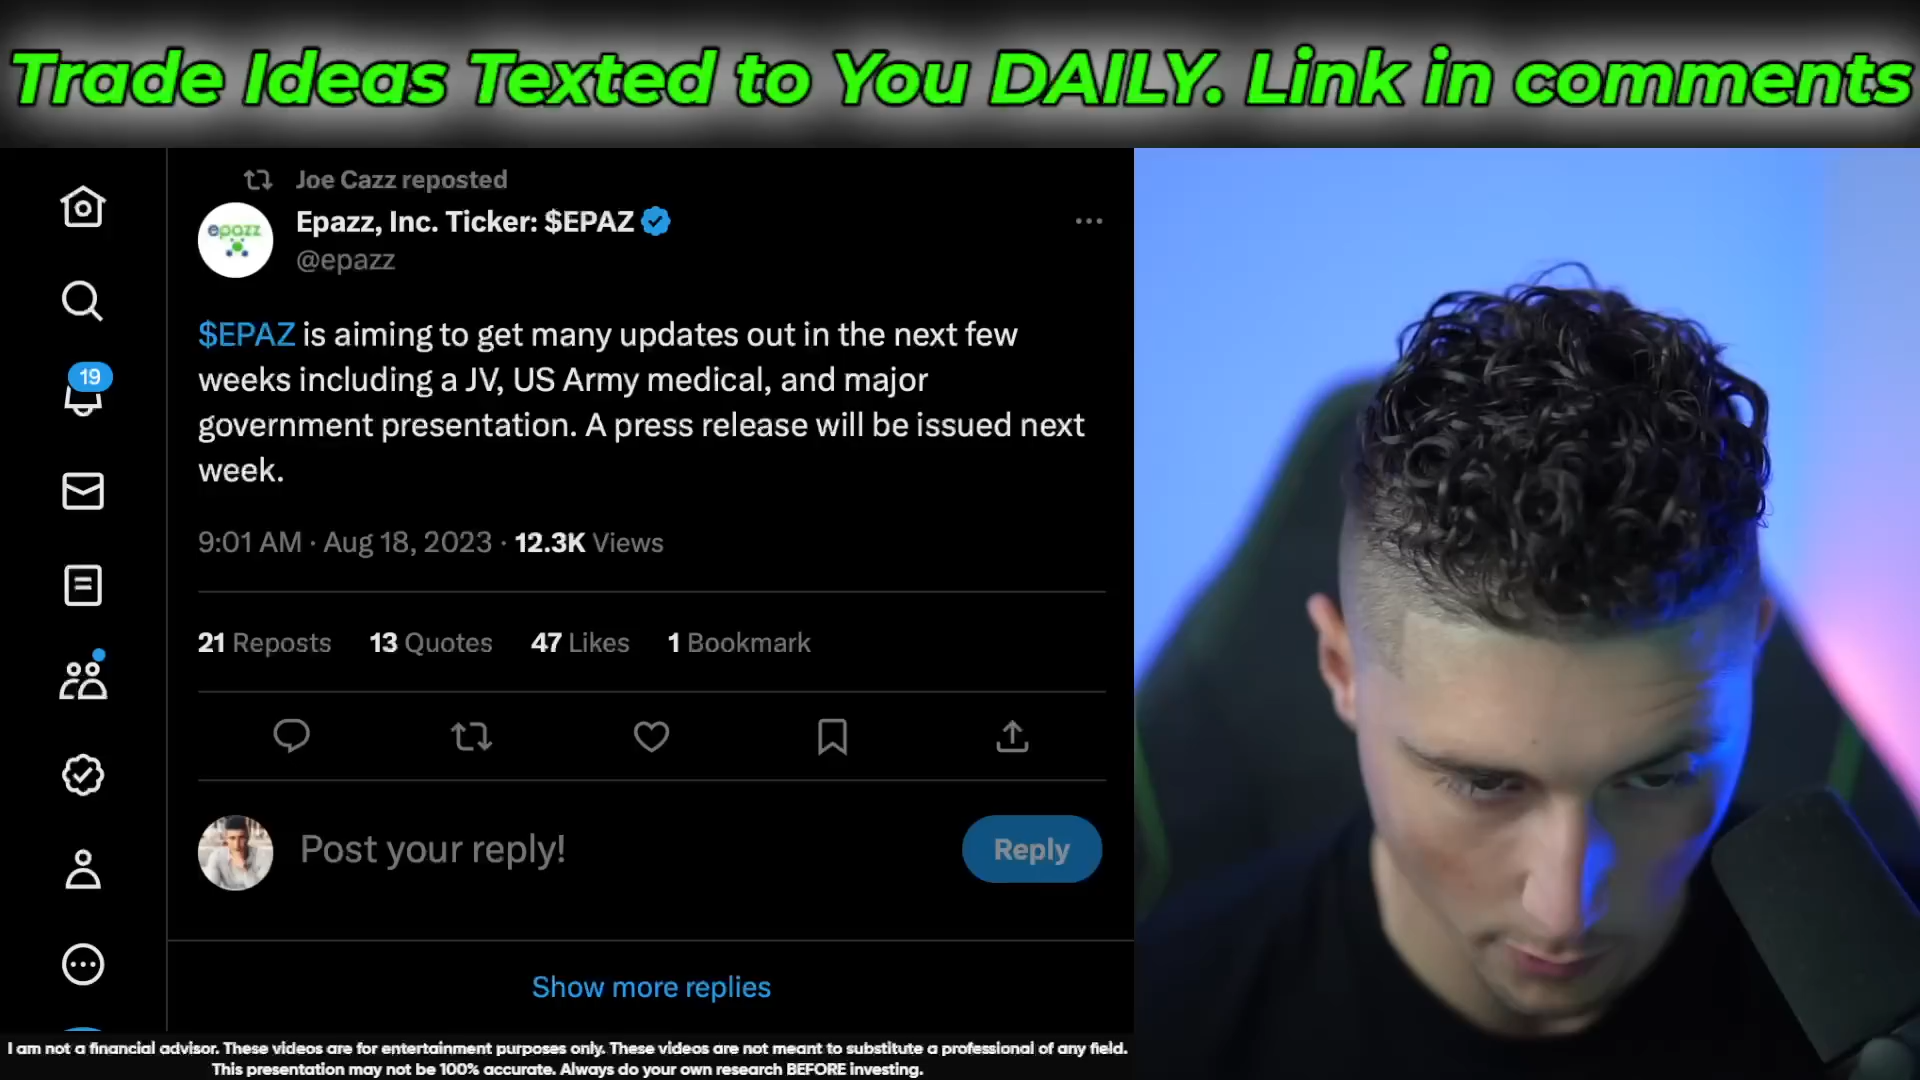 Trade Ideas Texted to You DAILY. Link in comments
Joe Cazz reposted
epazz
Epazz, Inc. Ticker: $EPAZ
@epazz
$EPAZ is aiming to get many updates out in the next few
weeks including a JV, US Army medical, and major
government presentation. A press release will be issued next
week.
9:01 AM · Aug 18, 2023 · 12.3K Views
19
21 Reposts 13 Quotes 47 Likes 1 Bookmark
Post your reply!
Reply
Show more replies
I am not a financial advisor. These videos are for entertainment purposes only. These videos are not meant to substitute a professional of any field.
This presentation may not be 100% accurate. Always do your own research BEFORE investing.